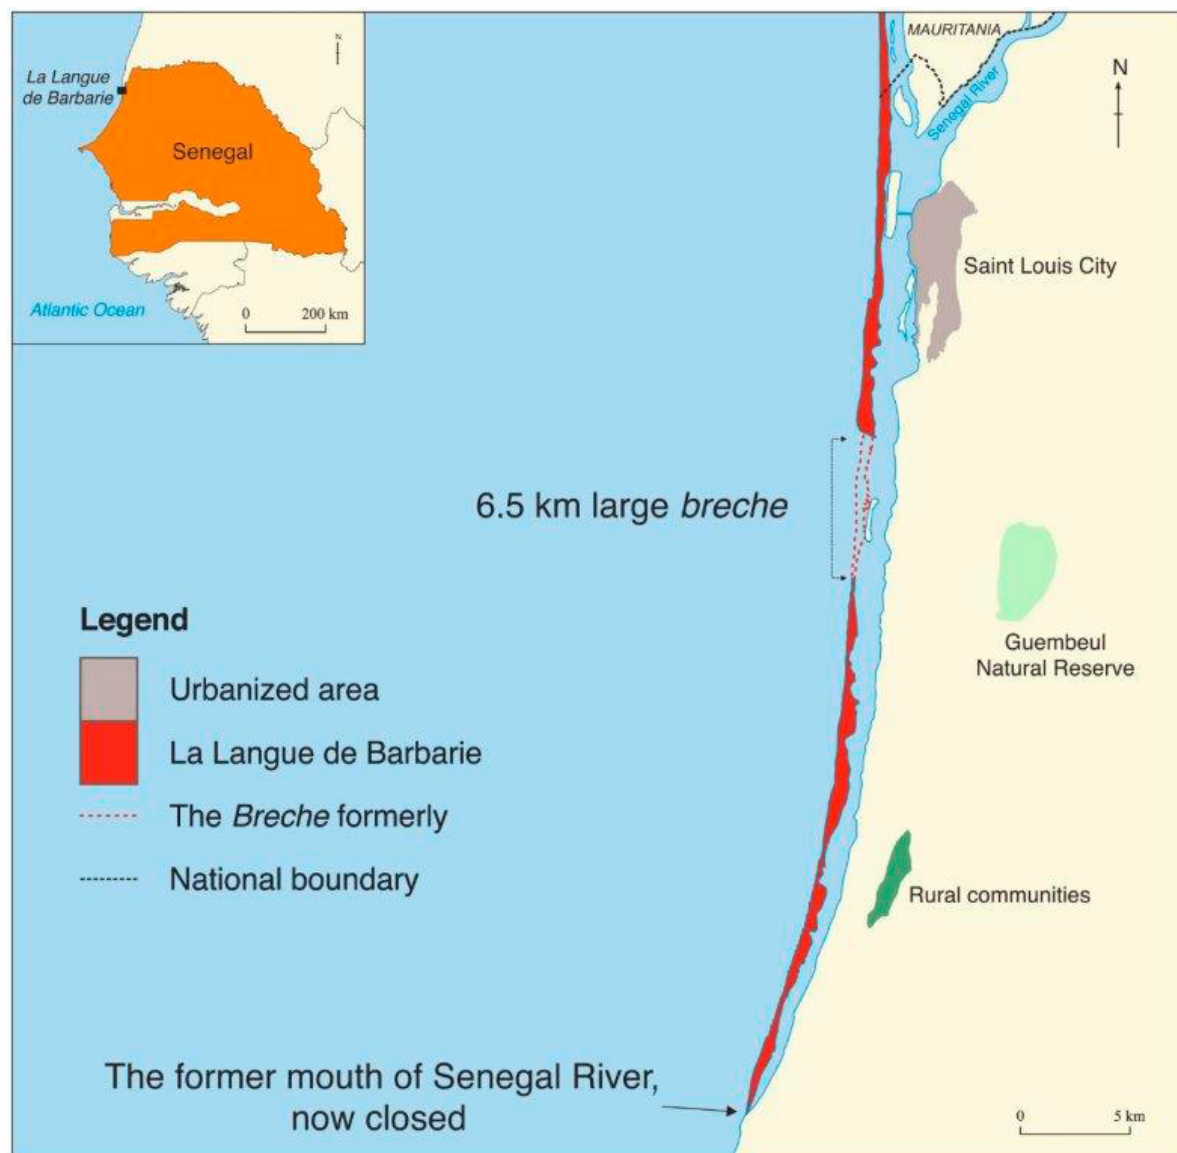 La Langue
de Barbarie
N
Senegal
Atlantic Ocean
0 200 km
MAURITANIA
Senegal River
N
Saint Louis City
6.5 km large breche
Guembeul
Natural Reserve
Legend
Urbanized area
La Langue de Barbarie
The Breche formerly
National boundary
Rural communities
The former mouth of Senegal River,
now closed
0 5 km